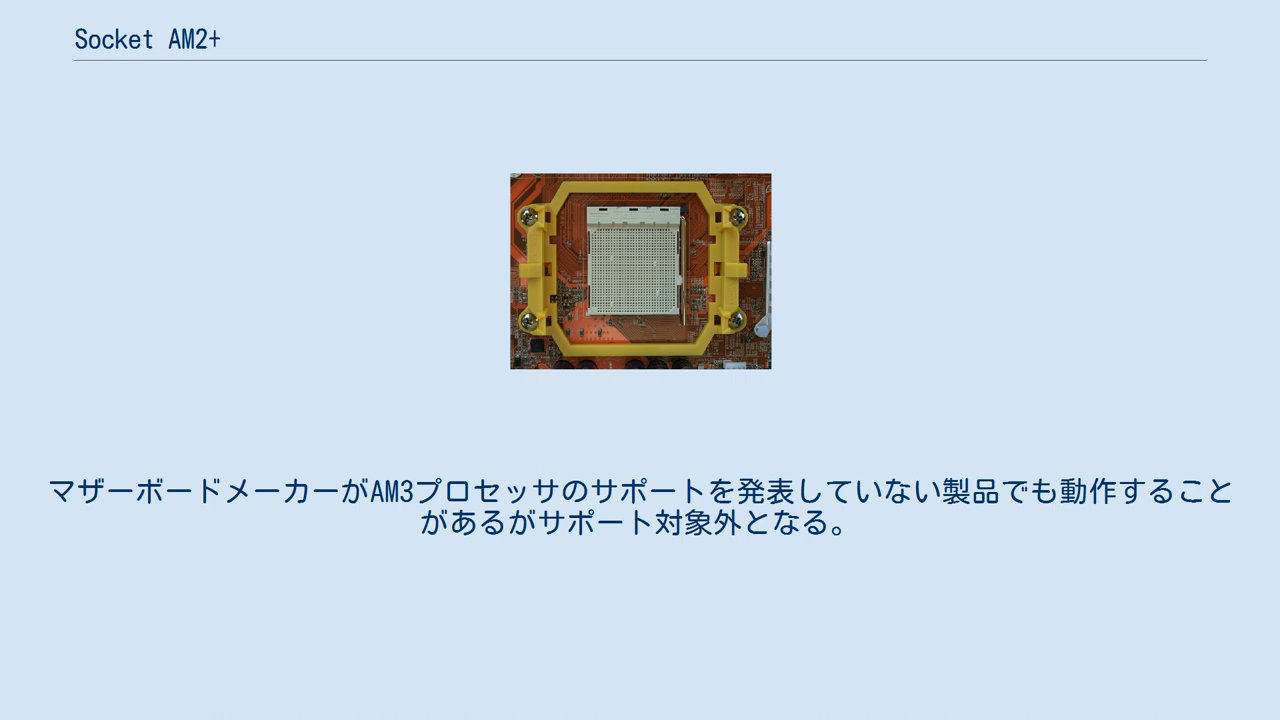 Socket AM2+
マザーボードメーカーがAM3プロセッサのサポートを発表していない製品でも動作すること
があるがサポート対象外となる。